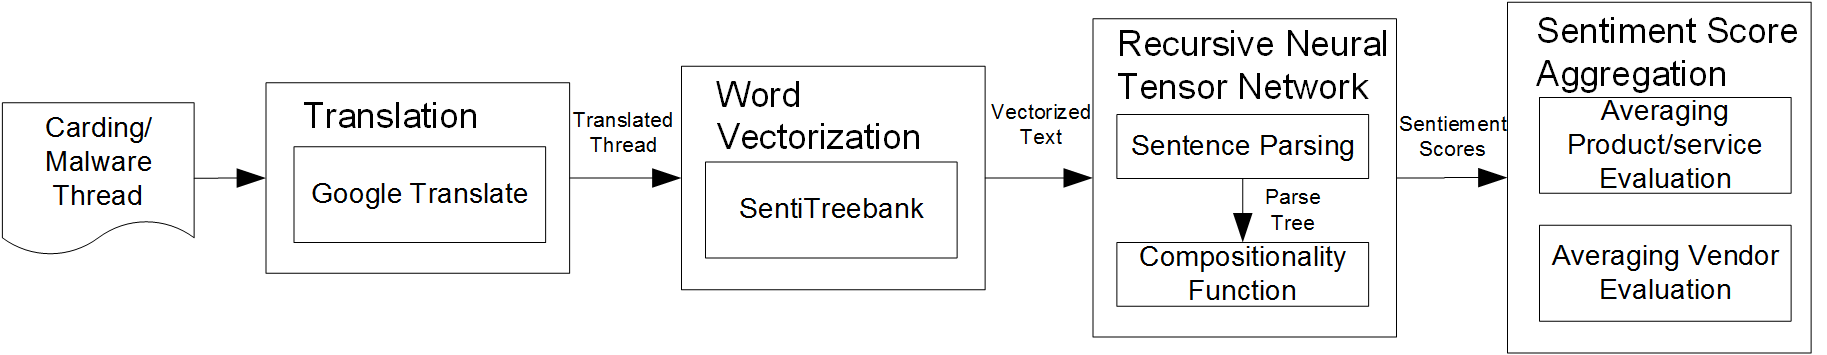 Carding/
Malware
Thread
Translation
Google Translate
Translated
Thread
Word
Vectorization
SentiTreebank
Vectorized
Text
Recursive Neural
Tensor Network
Sentence Parsing
Parse
Tree
Compositionality
Function
Sentiement
Scores
Sentiment Score
Aggregation
Averaging
Product/service
Evaluation
Averaging Vendor
Evaluation